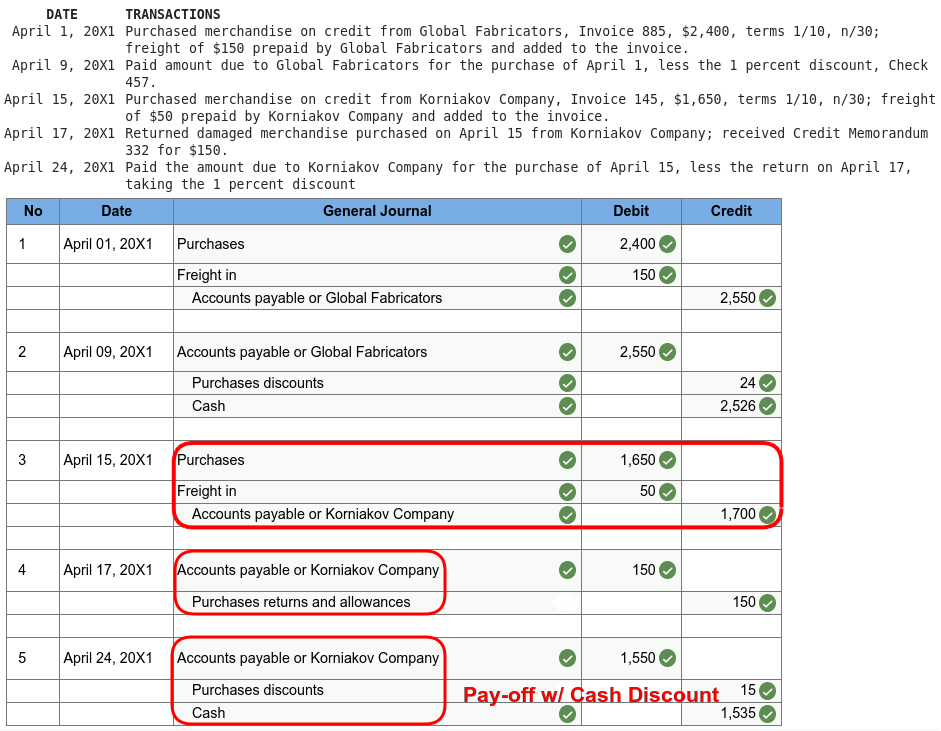 DATE TRANSACTIONS
April 1, 20X1 Purchased merchandise on credit from Global Fabricators, Invoice 885, $2,400, terms 1/10, n/30;
freight of $150 prepaid by Global Fabricators and added to the invoice.
April 9, 20X1 Paid amount due to Global Fabricators for the purchase of April 1, less the 1 percent discount, Check
457.
April 15, 20X1 Purchased merchandise on credit from Korniakov Company, Invoice 145, $1,650, terms 1/10, n/30; freight
of $50 prepaid by Korniakov Company and added to the invoice.
April 17, 20X1 Returned damaged merchandise purchased on April 15 from Korniakov Company; received Credit Memorandum
332 for $150.
April 24, 20X1 Paid the amount due to Korniakov Company for the purchase of April 15, less the return on April 17,
taking the 1 percent discount
No Date General Journal Debit Credit
1 April 01, 20X1 Purchases 2,400
Freight in 150
Accounts payable or Global Fabricators 2,550
2 April 09, 20X1 Accounts payable or Global Fabricators 2,550
Purchases discounts 24
Cash 2,526
3 April 15, 20X1 Purchases 1,650
Freight in 50
Accounts payable or Korniakov Company 1,700
4 April 17, 20X1 Accounts payable or Korniakov Company 150
Purchases returns and allowances 150
5 April 24, 20X1 Accounts payable or Korniakov Company 1,550
Purchases discounts Pay-off w/ Cash Discount 15
Cash 1,535